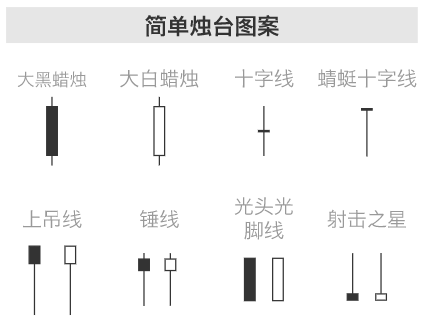 简单烛台图案
大黑蜡烛
大白蜡烛
十字线
蜻蜓十字线
上吊线
锤线
光头光
脚线
射击之星